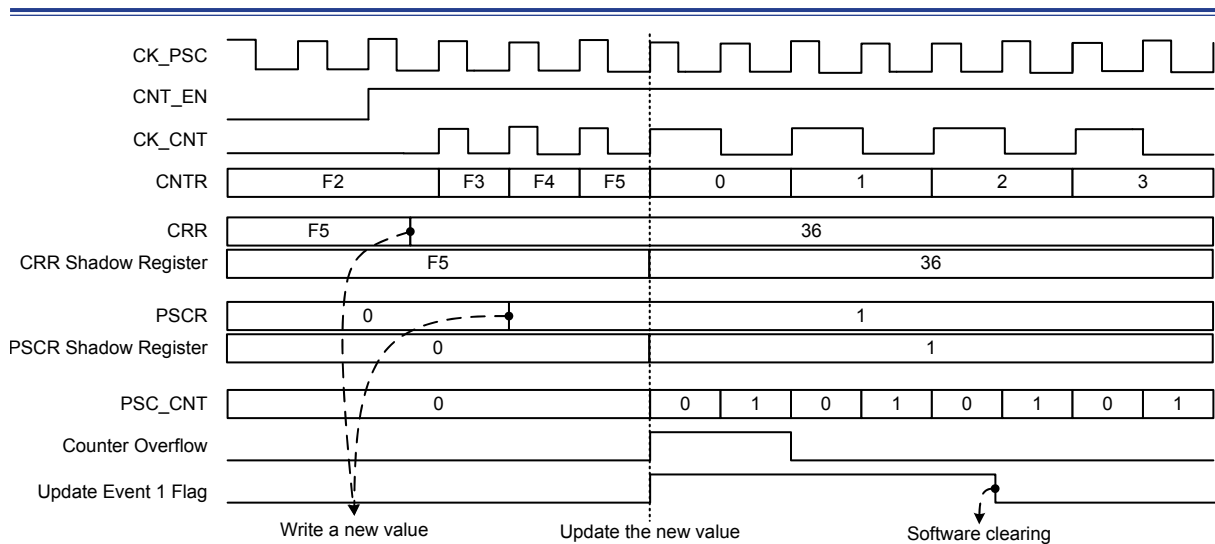 CK_PSC
CNT_EN
CK_CNT
CNTR F2 F3 F4 F5 0 1 2 3
CRR F5 36
CRR Shadow Register F5 36
PSCR 0 1
PSCR Shadow Register 0 1
PSC_CNT 0 0 1 0 1 0 1 0 1
Counter Overflow
Update Event 1 Flag
Write a new value Update the new value Software clearing